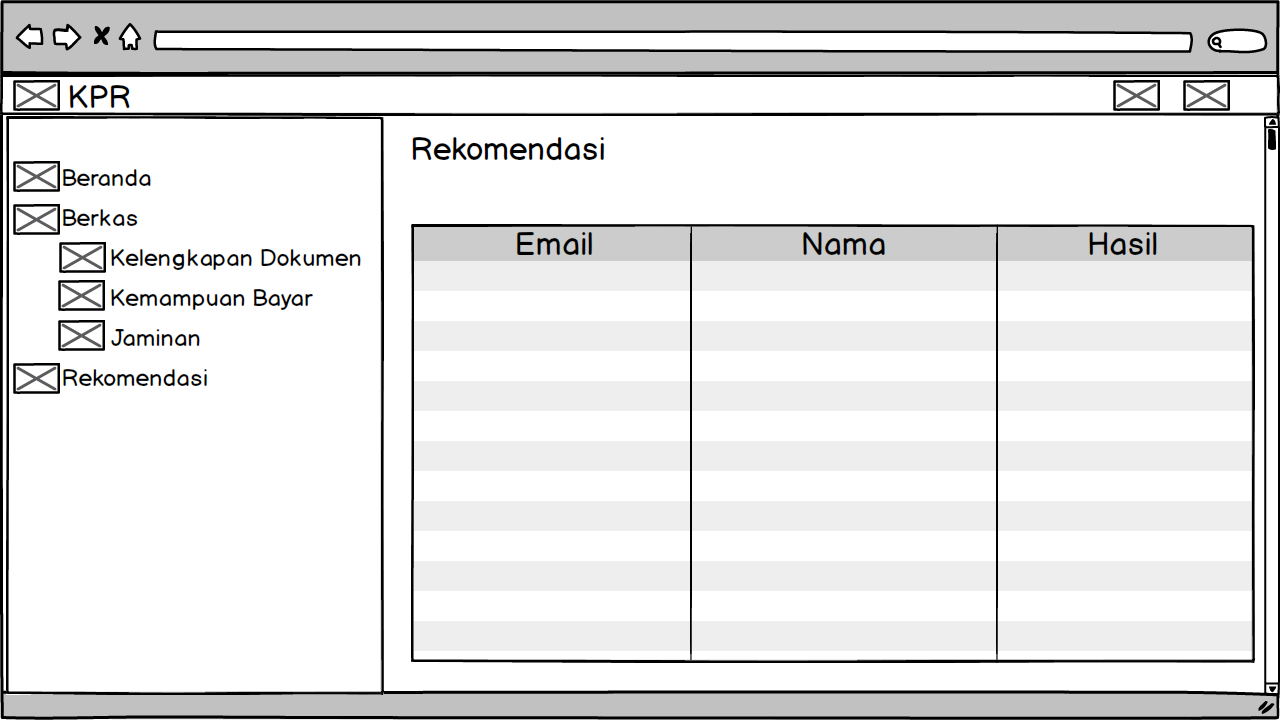 KPR
Beranda
Berkas
Kelengkapan Dokumen
Kemampuan Bayar
Jaminan
Rekomendasi
Rekomendasi
Email Nama Hasil